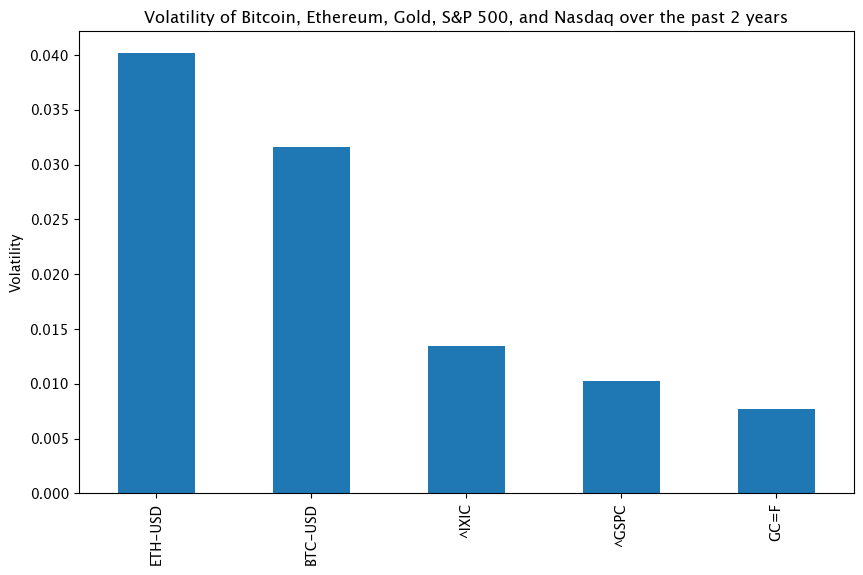 Volatility of Bitcoin, Ethereum, Gold, S&P 500, and Nasdaq over the past 2 years
Volatility
0.040
0.035
0.030
0.025
0.020
0.015
0.010
0.005
0.000
ETH-USD
BTC-USD
^IXIC
^GSPC
GC=F